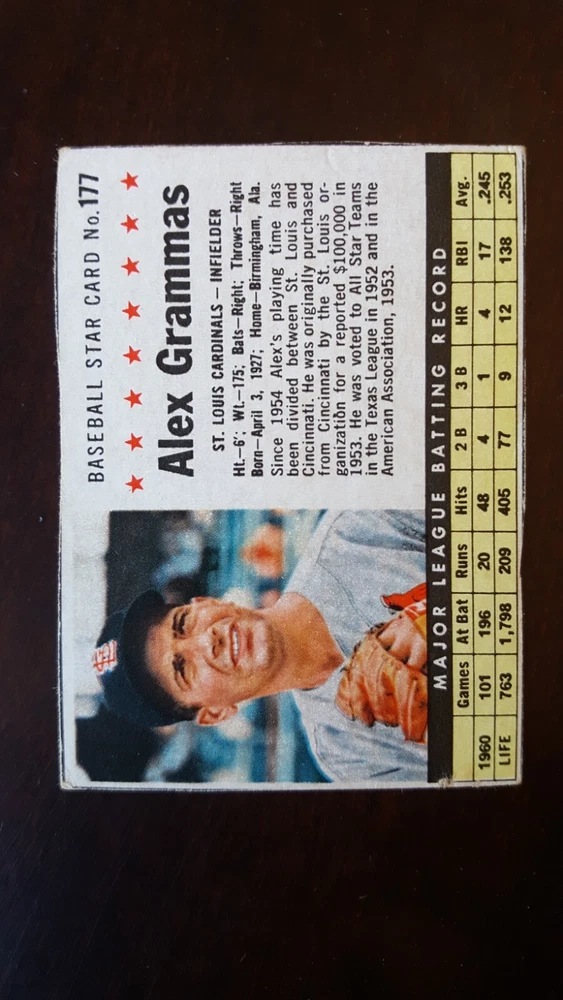 BASEBALL STAR CARD No. 177
Alex Grammas
ST. LOUIS CARDINALS — INFIELDER
Ht.—6'; Wt.—175; Bats—Right; Throws—Right
Born—April 3, 1927; Home—Birmingham, Ala.
Since 1954 Alex's playing time has
been divided between St. Louis and
Cincinnati. He was originally purchased
from Cincinnati by the St. Louis or-
ganization for a reported $100,000 in
1953. He was voted to All Star Teams
in the Texas League in 1952 and in the
American Association, 1953.
MAJOR LEAGUE BATTING RECORD
Games At Bat Runs Hits 2 B 3 B HR RBI Avg.
1960 101 196 20 48 4 1 4 17 .245
LIFE 763 1,798 209 405 77 9 12 138 .253